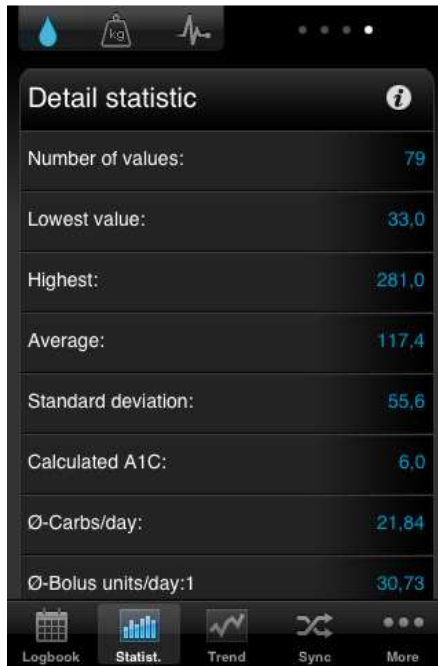 kg
Detail statistic
i
Number of values: 79
Lowest value: 33,0
Highest: 281,0
Average: 117,4
Standard deviation: 55,6
Calculated A1C: 6,0
Ø-Carbs/day: 21,84
Ø-Bolus units/day:1 30,73
Logbook Statist. Trend Sync More